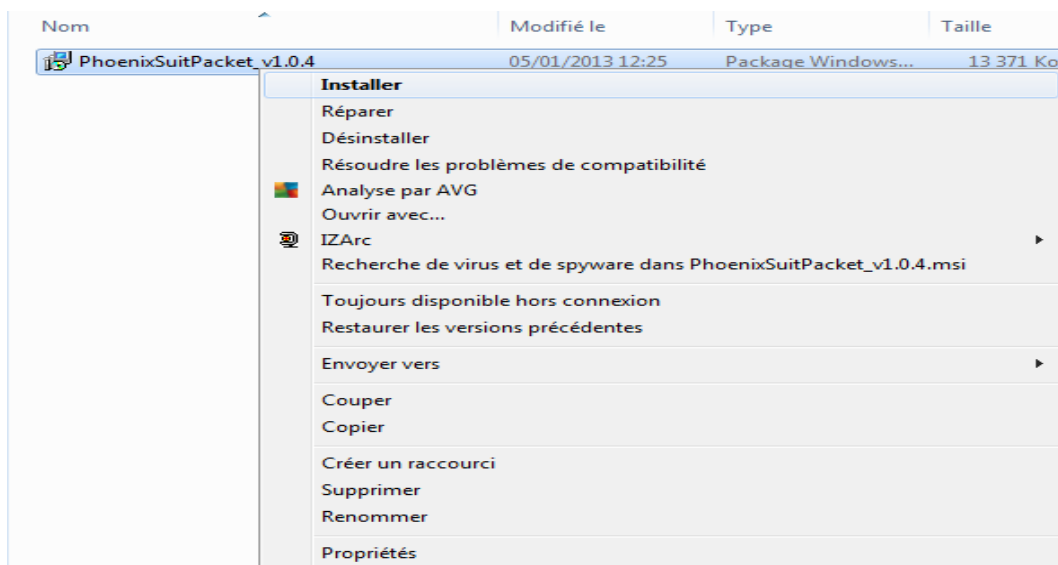 Nom Modifié le Type Taille
PhoenixSuitPacket_v1.0.4 05/01/2013 12:25 Package Windows... 13 371 Ko
Installer
Réparer
Désinstaller
Résoudre les problèmes de compatibilité
Analyse par AVG
Ouvrir avec...
IZArc
Recherche de virus et de spyware dans PhoenixSuitPacket_v1.0.4.msi
Toujours disponible hors connexion
Restaurer les versions précédentes
Envoyer vers
Couper
Copier
Créer un raccourci
Supprimer
Renommer
Propriétés